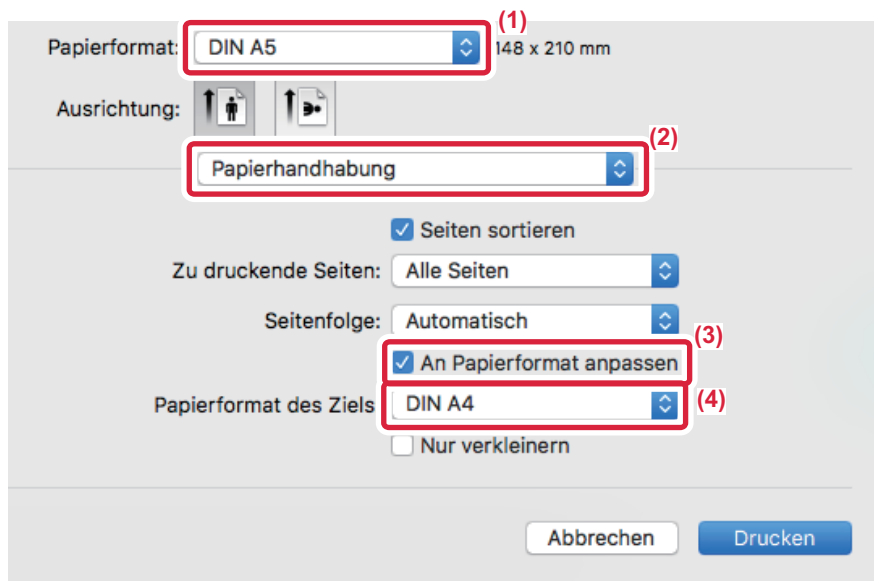 (1)
Papierformat: DIN A5 148 x 210 mm
Ausrichtung:
(2)
Papierhandhabung
Seiten sortieren
Zu druckende Seiten: Alle Seiten
Seitenfolge: Automatisch
(3)
An Papierformat anpassen
Papierformat des Ziels DIN A4 (4)
Nur verkleinern
Abbrechen Drucken